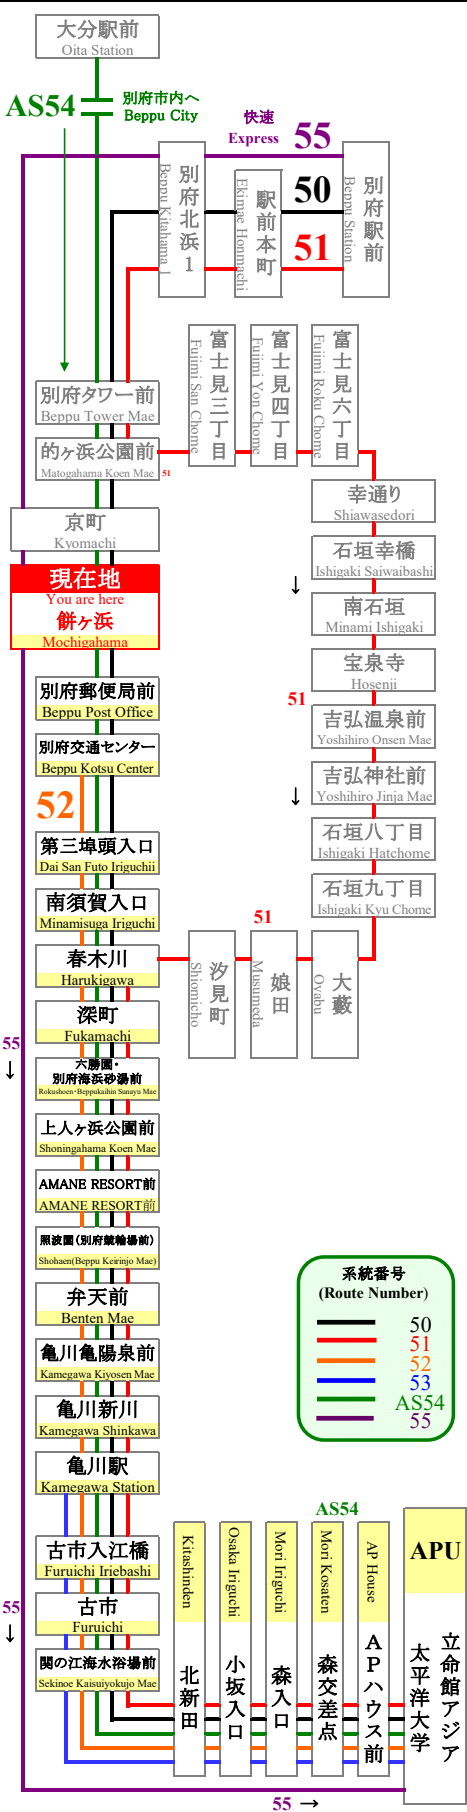 大分駅前
Oita Station
AS54
別府市内へ
Beppu City
快速
Express
55
50
51
別府北浜1
Beppu Kitahama 1
駅前本町
Ekimae Honmachi
別府駅前
Beppu Station
別府タワー前
Beppu Tower Mae
的ヶ浜公園前
Matogahama Koen Mae
51
富士見三丁目
Fujimi San Chome
富士見四丁目
Fujimi Yon Chome
富士見六丁目
Fujimi Roku Chome
幸通り
Shiawasedori
石垣幸橋
Ishigaki Saiwaibashi
↓
南石垣
Minami Ishigaki
宝泉寺
Hosenji
51
吉弘温泉前
Yoshihiro Onsen Mae
吉弘神社前
Yoshihiro Jinja Mae
↓
石垣八丁目
Ishigaki Hatchome
石垣九丁目
Ishigaki Kyu Chome
51
汐見町
Shiomicho
娘田
Musumeda
大藪
Oyabu
京町
Kyomachi
現在地
You are here
餅ヶ浜
Mochigahama
別府郵便局前
Beppu Post Office
別府交通センター
Beppu Kotsu Center
52
第三埠頭入口
Dai San Futo Iriguchii
南須賀入口
Minamisuga Iriguchi
春木川
Harukigawa
深町
Fukamachi
55
↓
六勝園・
別府海浜砂湯前
Rokushoen・Beppukaihin Sunayu Mae
上人ヶ浜公園前
Shoningahama Koen Mae
AMANE RESORT前
AMANE RESORT前
照波園(別府競輪場前)
Shohaen(Beppu Keirinjo Mae)
弁天前
Benten Mae
亀川亀陽泉前
Kamegawa Kiyosen Mae
亀川新川
Kamegawa Shinkawa
亀川駅
Kamegawa Station
系統番号
(Route Number)
50
51
52
53
AS54
55
古市入江橋
Furuichi Iriebashi
55
↓
古市
Furuichi
関の江海水浴場前
Sekinoe Kaisuiyokujo Mae
AS54
Kitashinden
北新田
Osaka Iriguchi
小坂入口
Mori Iriguchi
森入口
Mori Kosaten
森交差点
AP House
APハウス前
APU
立命館アジア
太平洋大学
55 →